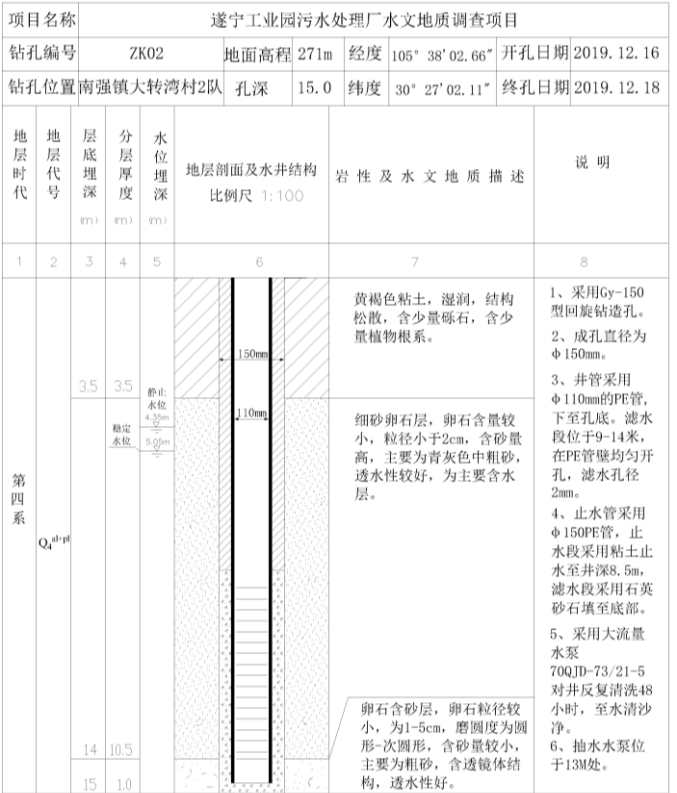 项目名称 遂宁工业园污水处理厂水文地质调查项目
钻孔编号 ZK02 地面高程 271m 经度 105° 38'02.66" 开孔日期 2019.12.16
钻孔位置 南强镇大转湾村2队 孔深 15.0 纬度 30° 27'02.11" 终孔日期 2019.12.18
地层时代
地层代号
层底埋深
(m)
分层厚度
(m)
水位埋深
(m)
地层剖面及水井结构
比例尺 1:100
岩性及水文地质描述
说明
1 2 3 4 5 6 7 8
第四系
Q₄ᵃˡ⁺ᵖˡ
3.5 3.5
静止
水位
4.35m
稳定
水位
5.05m
14 10.5
15 1.0
150mm
110mm
黄褐色粘土，湿润，结构
松散，含少量砾石，含少
量植物根系。
细砂卵石层，卵石含量较
小，粒径小于2cm，含砂量
高，主要为青灰色中粗砂，
透水性较好，为主要含水
层。
卵石含砂层，卵石粒径较
小，为1-5cm，磨圆度为圆
形-次圆形，含砂量较小，
主要为粗砂，含透镜体结
构，透水性好。
1、采用Gy-150
型回旋钻造孔。
2、成孔直径为
φ150mm。
3、井管采用
φ110mm的PE管，
下至孔底。滤水
段位于9-14米，
在PE管壁均匀开
孔，滤水孔径
2mm。
4、止水管采用
φ150PE管，止
水段采用粘土止
水至井深8.5m，
滤水段采用石英
砂石填至底部。
5、采用大流量
水泵
70QJD-73/21-5
对井反复清洗48
小时，至水清沙
净。
6、抽水水泵位
于13M处。